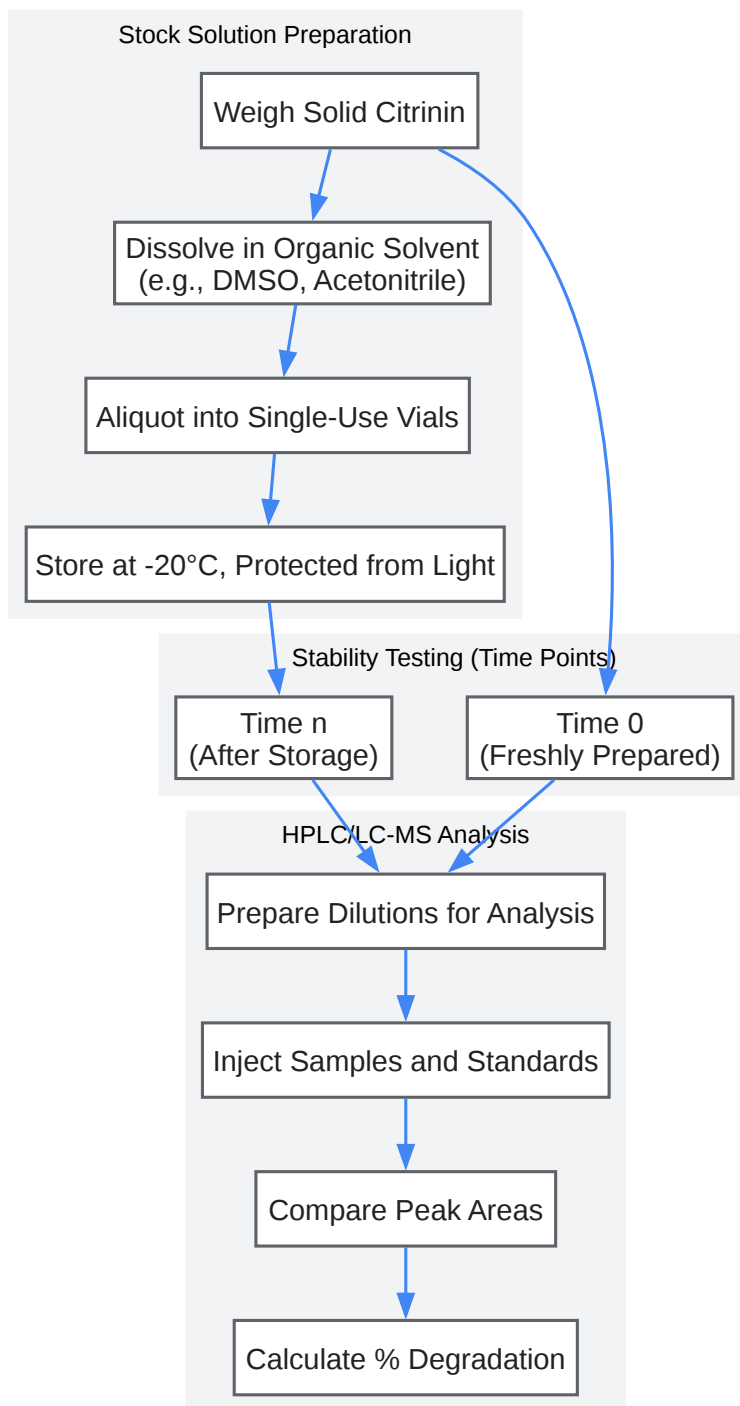 Stock Solution Preparation
Weigh Solid Citrinin
Dissolve in Organic Solvent
(e.g., DMSO, Acetonitrile)
Aliquot into Single-Use Vials
Store at -20°C, Protected from Light
Stability Testing (Time Points)
Time n
(After Storage)
Time 0
(Freshly Prepared)
HPLC/LC-MS Analysis
Prepare Dilutions for Analysis
Inject Samples and Standards
Compare Peak Areas
Calculate % Degradation